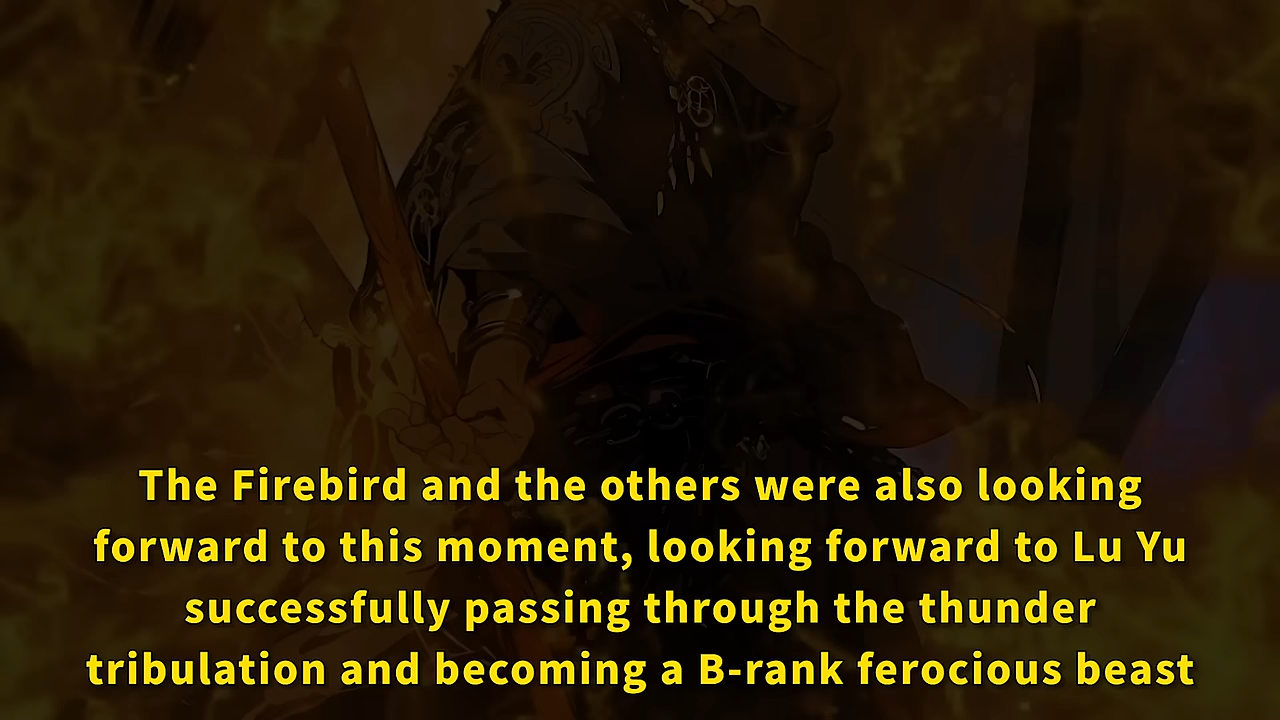 The Firebird and the others were also looking
forward to this moment, looking forward to Lu Yu
successfully passing through the thunder
tribulation and becoming a B-rank ferocious beast